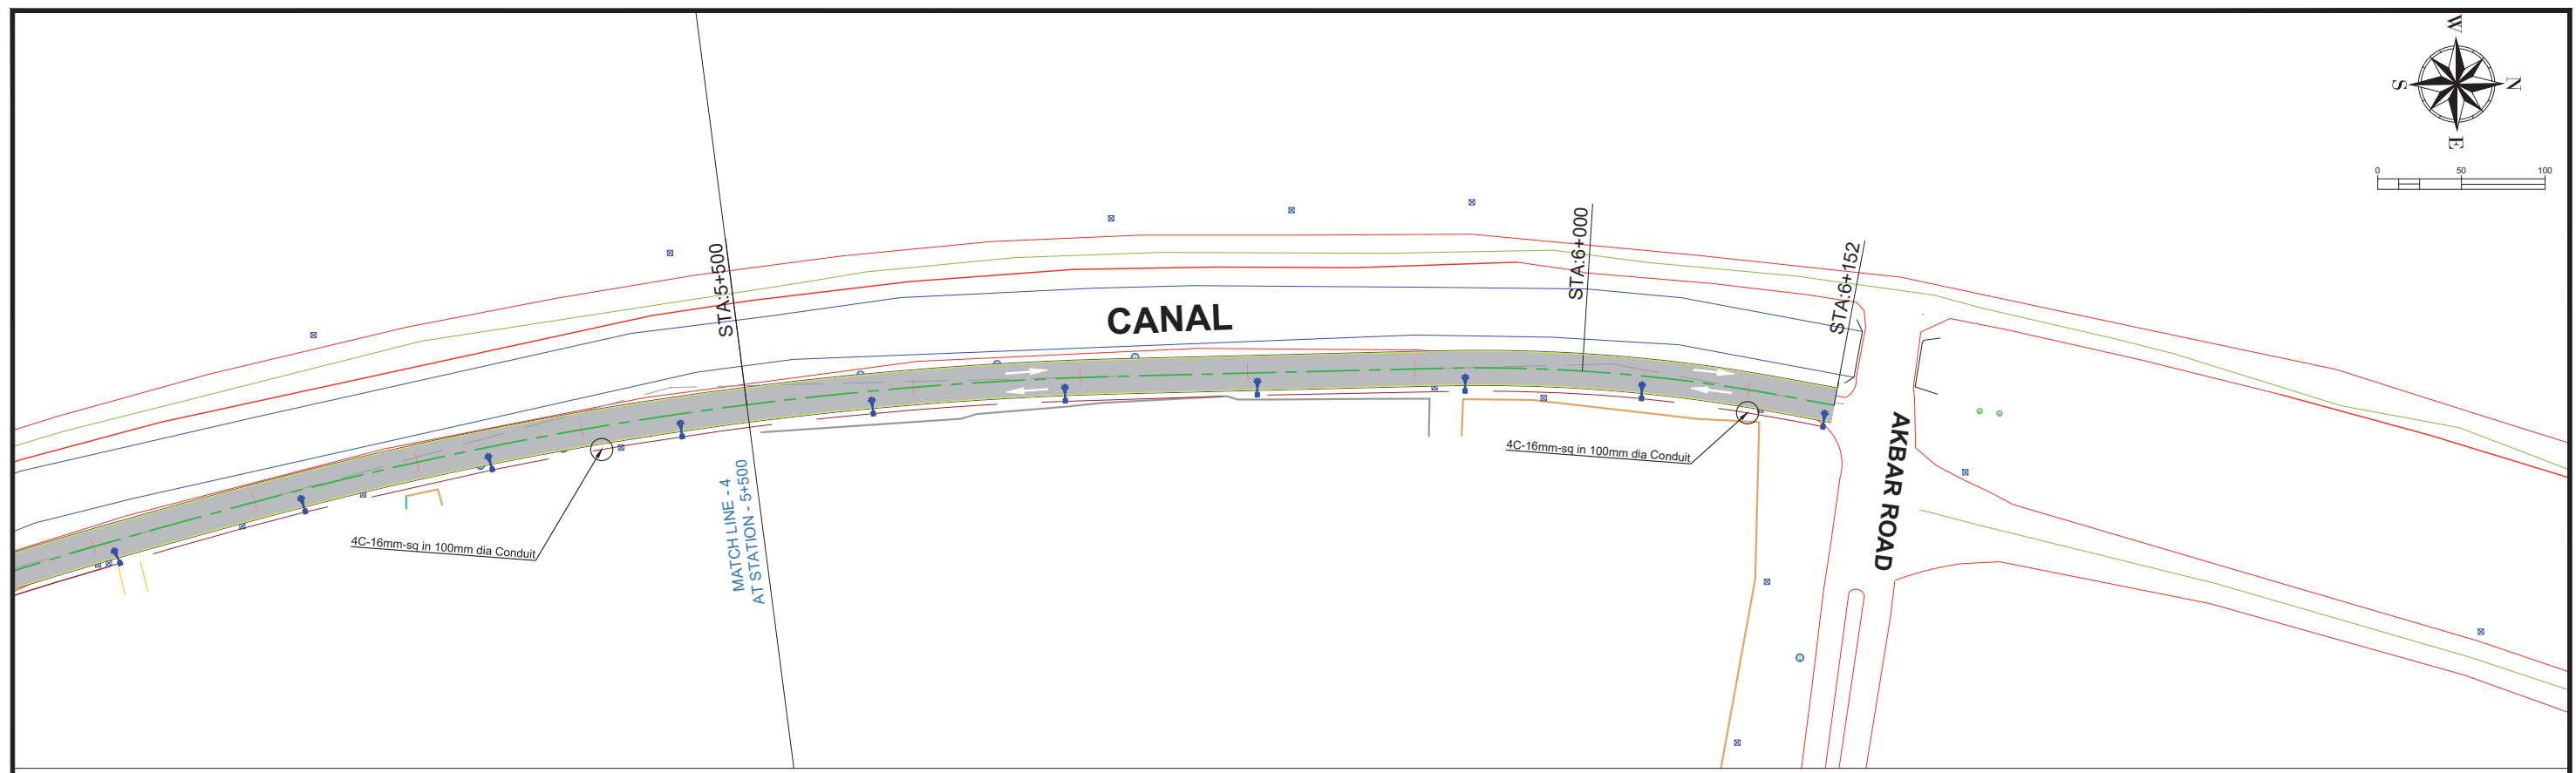 W
S
N
E
0 50 100
STA:5+500
CANAL
STA:6+000
STA:6+152
4C-16mm-sq in 100mm dia Conduit
4C-16mm-sq in 100mm dia Conduit
MATCH LINE - 4
AT STATION - 5+500
AKBAR ROAD